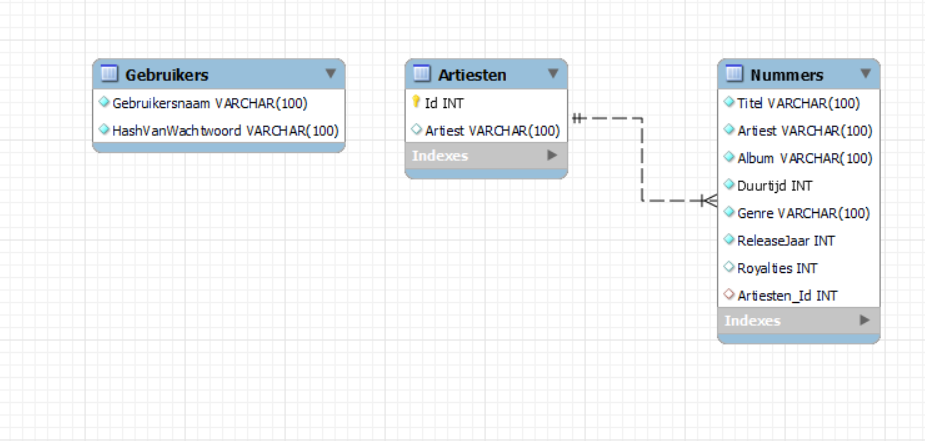 Gebruikers
Gebruikersnaam VARCHAR(100)
HashVanWachtwoord VARCHAR(100)
Artiesten
Id INT
Artiest VARCHAR(100)
Indexes
Nummers
Titel VARCHAR(100)
Artiest VARCHAR(100)
Album VARCHAR(100)
Duurtijd INT
Genre VARCHAR(100)
ReleaseJaar INT
Royalties INT
Artiesten_Id INT
Indexes